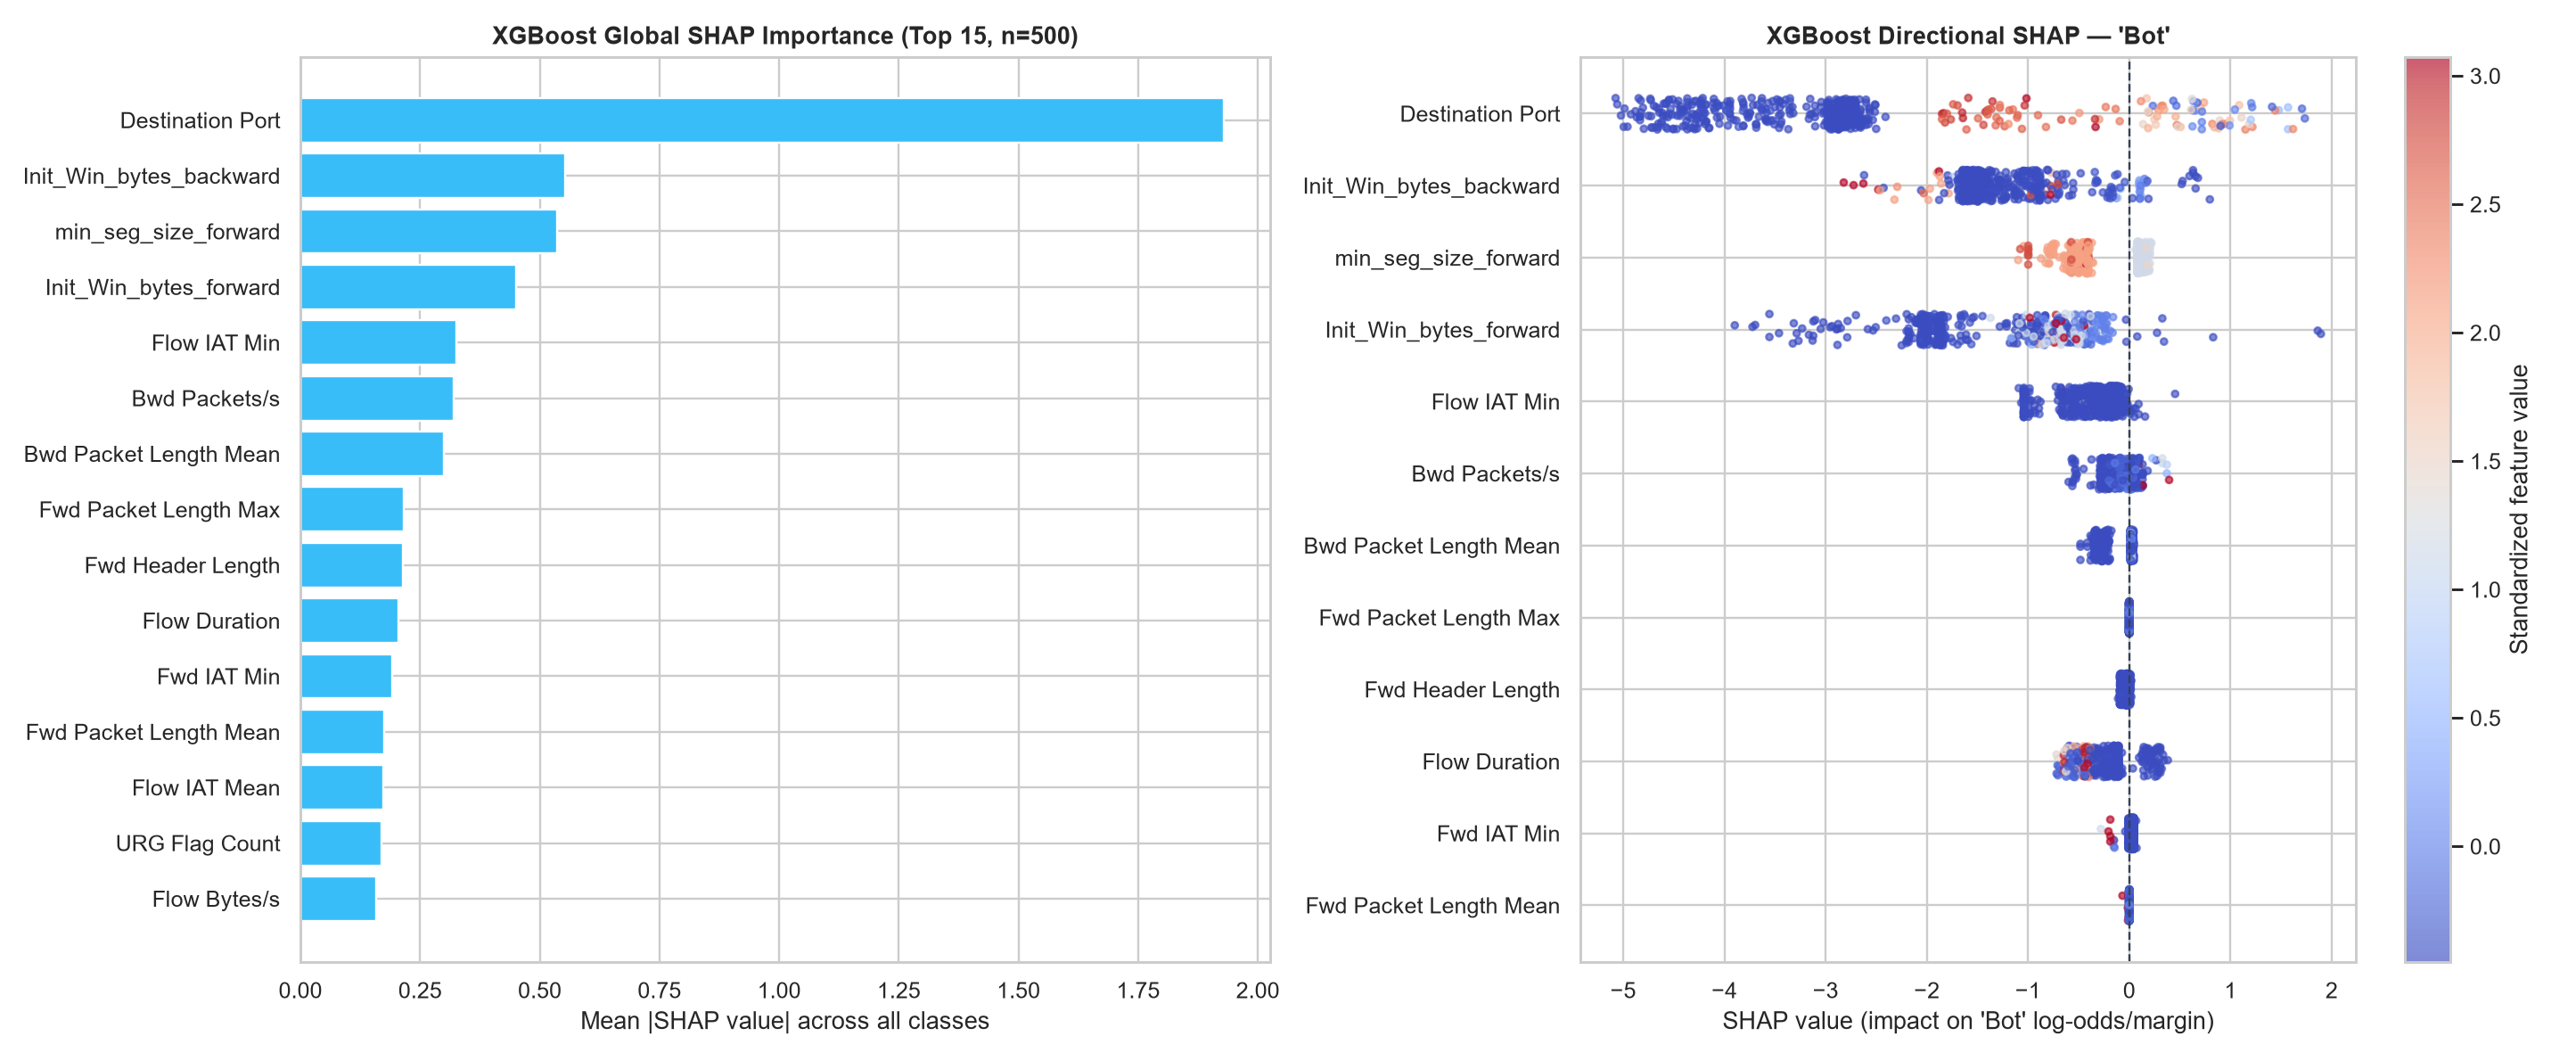 XGBoost Global SHAP Importance (Top 15, n=500)
Destination Port
Init_Win_bytes_backward
min_seg_size_forward
Init_Win_bytes_forward
Flow IAT Min
Bwd Packets/s
Bwd Packet Length Mean
Fwd Packet Length Max
Fwd Header Length
Flow Duration
Fwd IAT Min
Fwd Packet Length Mean
Flow IAT Mean
URG Flag Count
Flow Bytes/s
0.00 0.25 0.50 0.75 1.00 1.25 1.50 1.75 2.00
Mean |SHAP value| across all classes
XGBoost Directional SHAP — 'Bot'
Destination Port
Init_Win_bytes_backward
min_seg_size_forward
Init_Win_bytes_forward
Flow IAT Min
Bwd Packets/s
Bwd Packet Length Mean
Fwd Packet Length Max
Fwd Header Length
Flow Duration
Fwd IAT Min
Fwd Packet Length Mean
−5 −4 −3 −2 −1 0 1 2
SHAP value (impact on 'Bot' log-odds/margin)
3.0
2.5
2.0
1.5
1.0
0.5
0.0
Standardized feature value